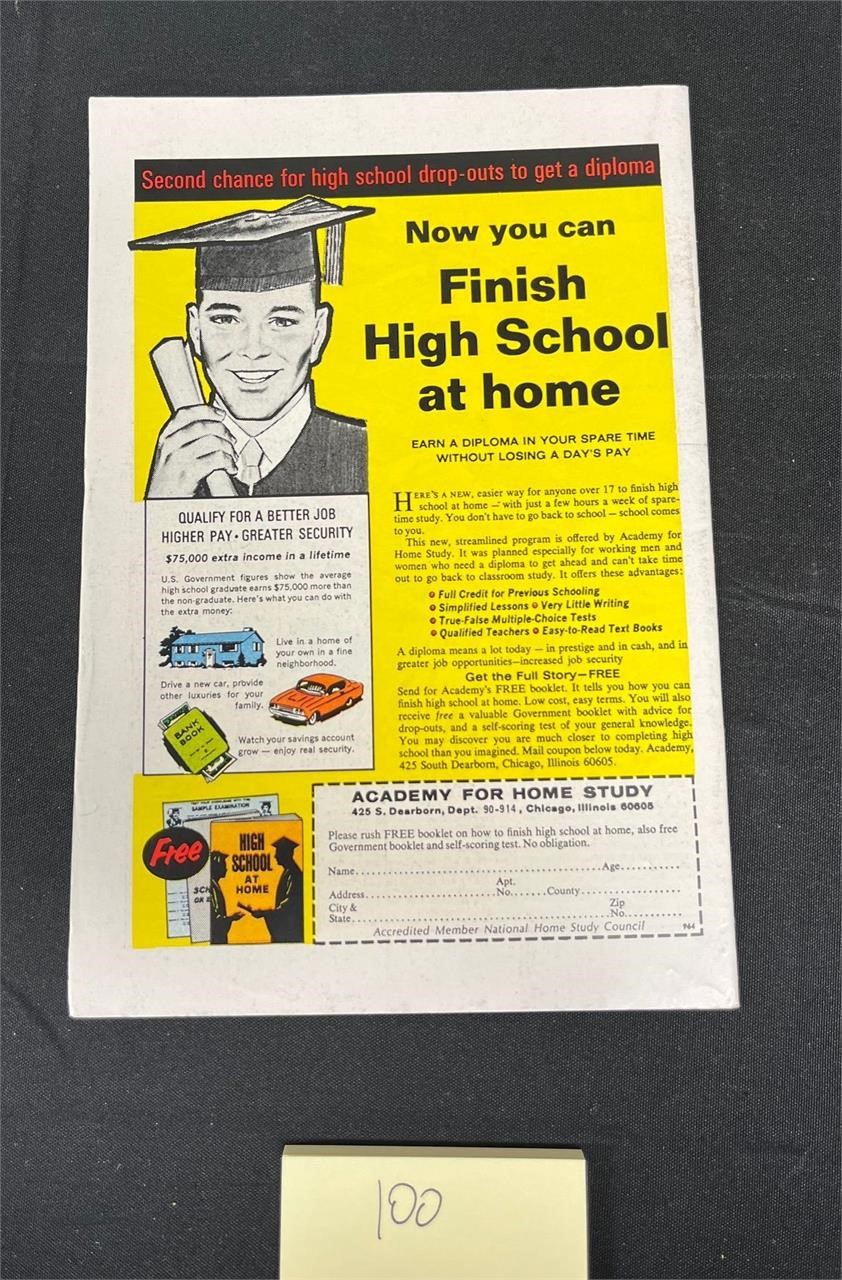 Second chance for high school drop-outs to get a diploma
Now you can
Finish
High School
at home
EARN A DIPLOMA IN YOUR SPARE TIME
WITHOUT LOSING A DAY'S PAY
HERE'S A NEW, easier way for anyone over 17 to finish high
school at home — with just a few hours a week of spare-
time study. You don't have to go back to school — school comes
to you.
This new, streamlined program is offered by Academy for
Home Study. It was planned especially for working men and
women who need a diploma to get ahead and can't take time
out to go back to classroom study. It offers these advantages:
• Full Credit for Previous Schooling
• Simplified Lessons • Very Little Writing
• True-False Multiple-Choice Tests
• Qualified Teachers • Easy-to-Read Text Books
A diploma means a lot today — in prestige and in cash, and in
greater job opportunities—increased job security
Get the Full Story—FREE
Send for Academy's FREE booklet. It tells you how you can
finish high school at home. Low cost, easy terms. You will also
receive free a valuable Government booklet with advice for
drop-outs, and a self-scoring test of your general knowledge.
You may discover you are much closer to completing high
school than you imagined. Mail coupon below today. Academy,
425 South Dearborn, Chicago, Illinois 60605.
QUALIFY FOR A BETTER JOB
HIGHER PAY • GREATER SECURITY
$75,000 extra income in a lifetime
U.S. Government figures show the average
high school graduate earns $75,000 more than
the non-graduate. Here's what you can do with
the extra money:
Live in a home of
your own in a fine
neighborhood.
Drive a new car, provide
other luxuries for your
family.
BANK
BOOK
Watch your savings account
grow — enjoy real security.
SAMPLE EXAMINATION
Free
HIGH
SCHOOL
AT
HOME
ACADEMY FOR HOME STUDY
425 S. Dearborn, Dept. 90-914, Chicago, Illinois 60605
Please rush FREE booklet on how to finish high school at home, also free
Government booklet and self-scoring test. No obligation.
Name..........Age..........
Apt.
Address..........No.......County..........
City & Zip
State..........No..........
Accredited Member National Home Study Council 964
100